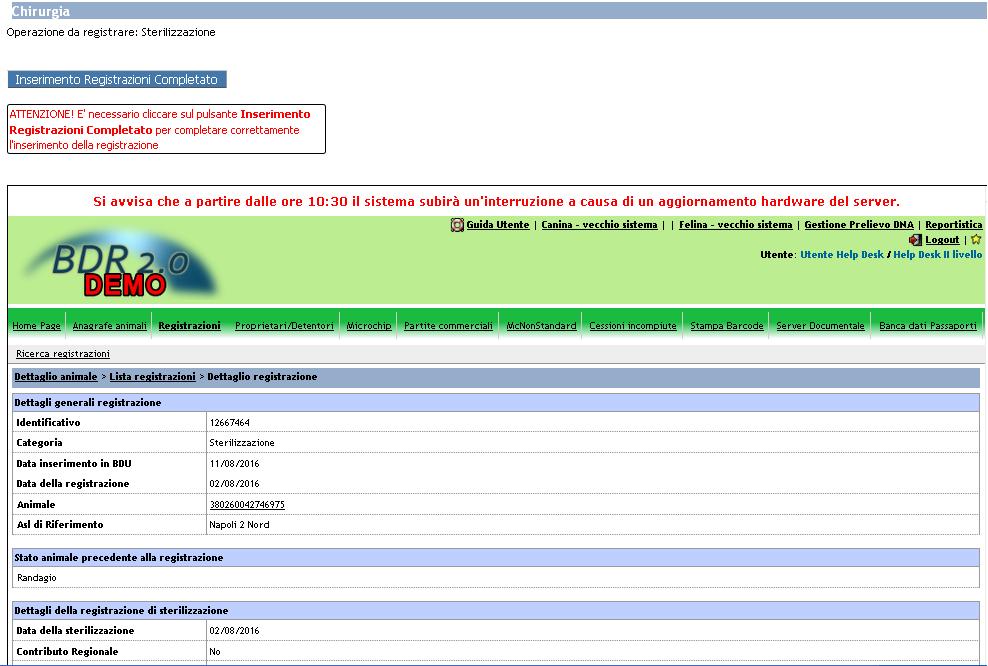 Chirurgia
Operazione da registrare: Sterilizzazione
Inserimento Registrazioni Completato
ATTENZIONE! E' necessario cliccare sul pulsante Inserimento
Registrazioni Completato per completare correttamente
l'inserimento della registrazione
Si avvisa che a partire dalle ore 10:30 il sistema subirà un'interruzione a causa di un aggiornamento hardware del server.
Guida Utente | Canina - vecchio sistema | | Felina - vecchio sistema | Gestione Prelievo DNA | Reportistica
Logout |
Utente: Utente Help Desk / Help Desk II livello
BDR 2.0
DEMO
Home Page Anagrafe animali Registrazioni Proprietari/Detentori Microchip Partite commerciali McNonStandard Cessioni incompiute Stampa Barcode Server Documentale Banca dati Passaporti
Ricerca registrazioni
Dettaglio animale > Lista registrazioni > Dettaglio registrazione
Dettagli generali registrazione
Identificativo 12667464
Categoria Sterilizzazione
Data inserimento in BDU 11/08/2016
Data della registrazione 02/08/2016
Animale 380260042746975
Asl di Riferimento Napoli 2 Nord
Stato animale precedente alla registrazione
Randagio
Dettagli della registrazione di sterilizzazione
Data della sterilizzazione 02/08/2016
Contributo Regionale No